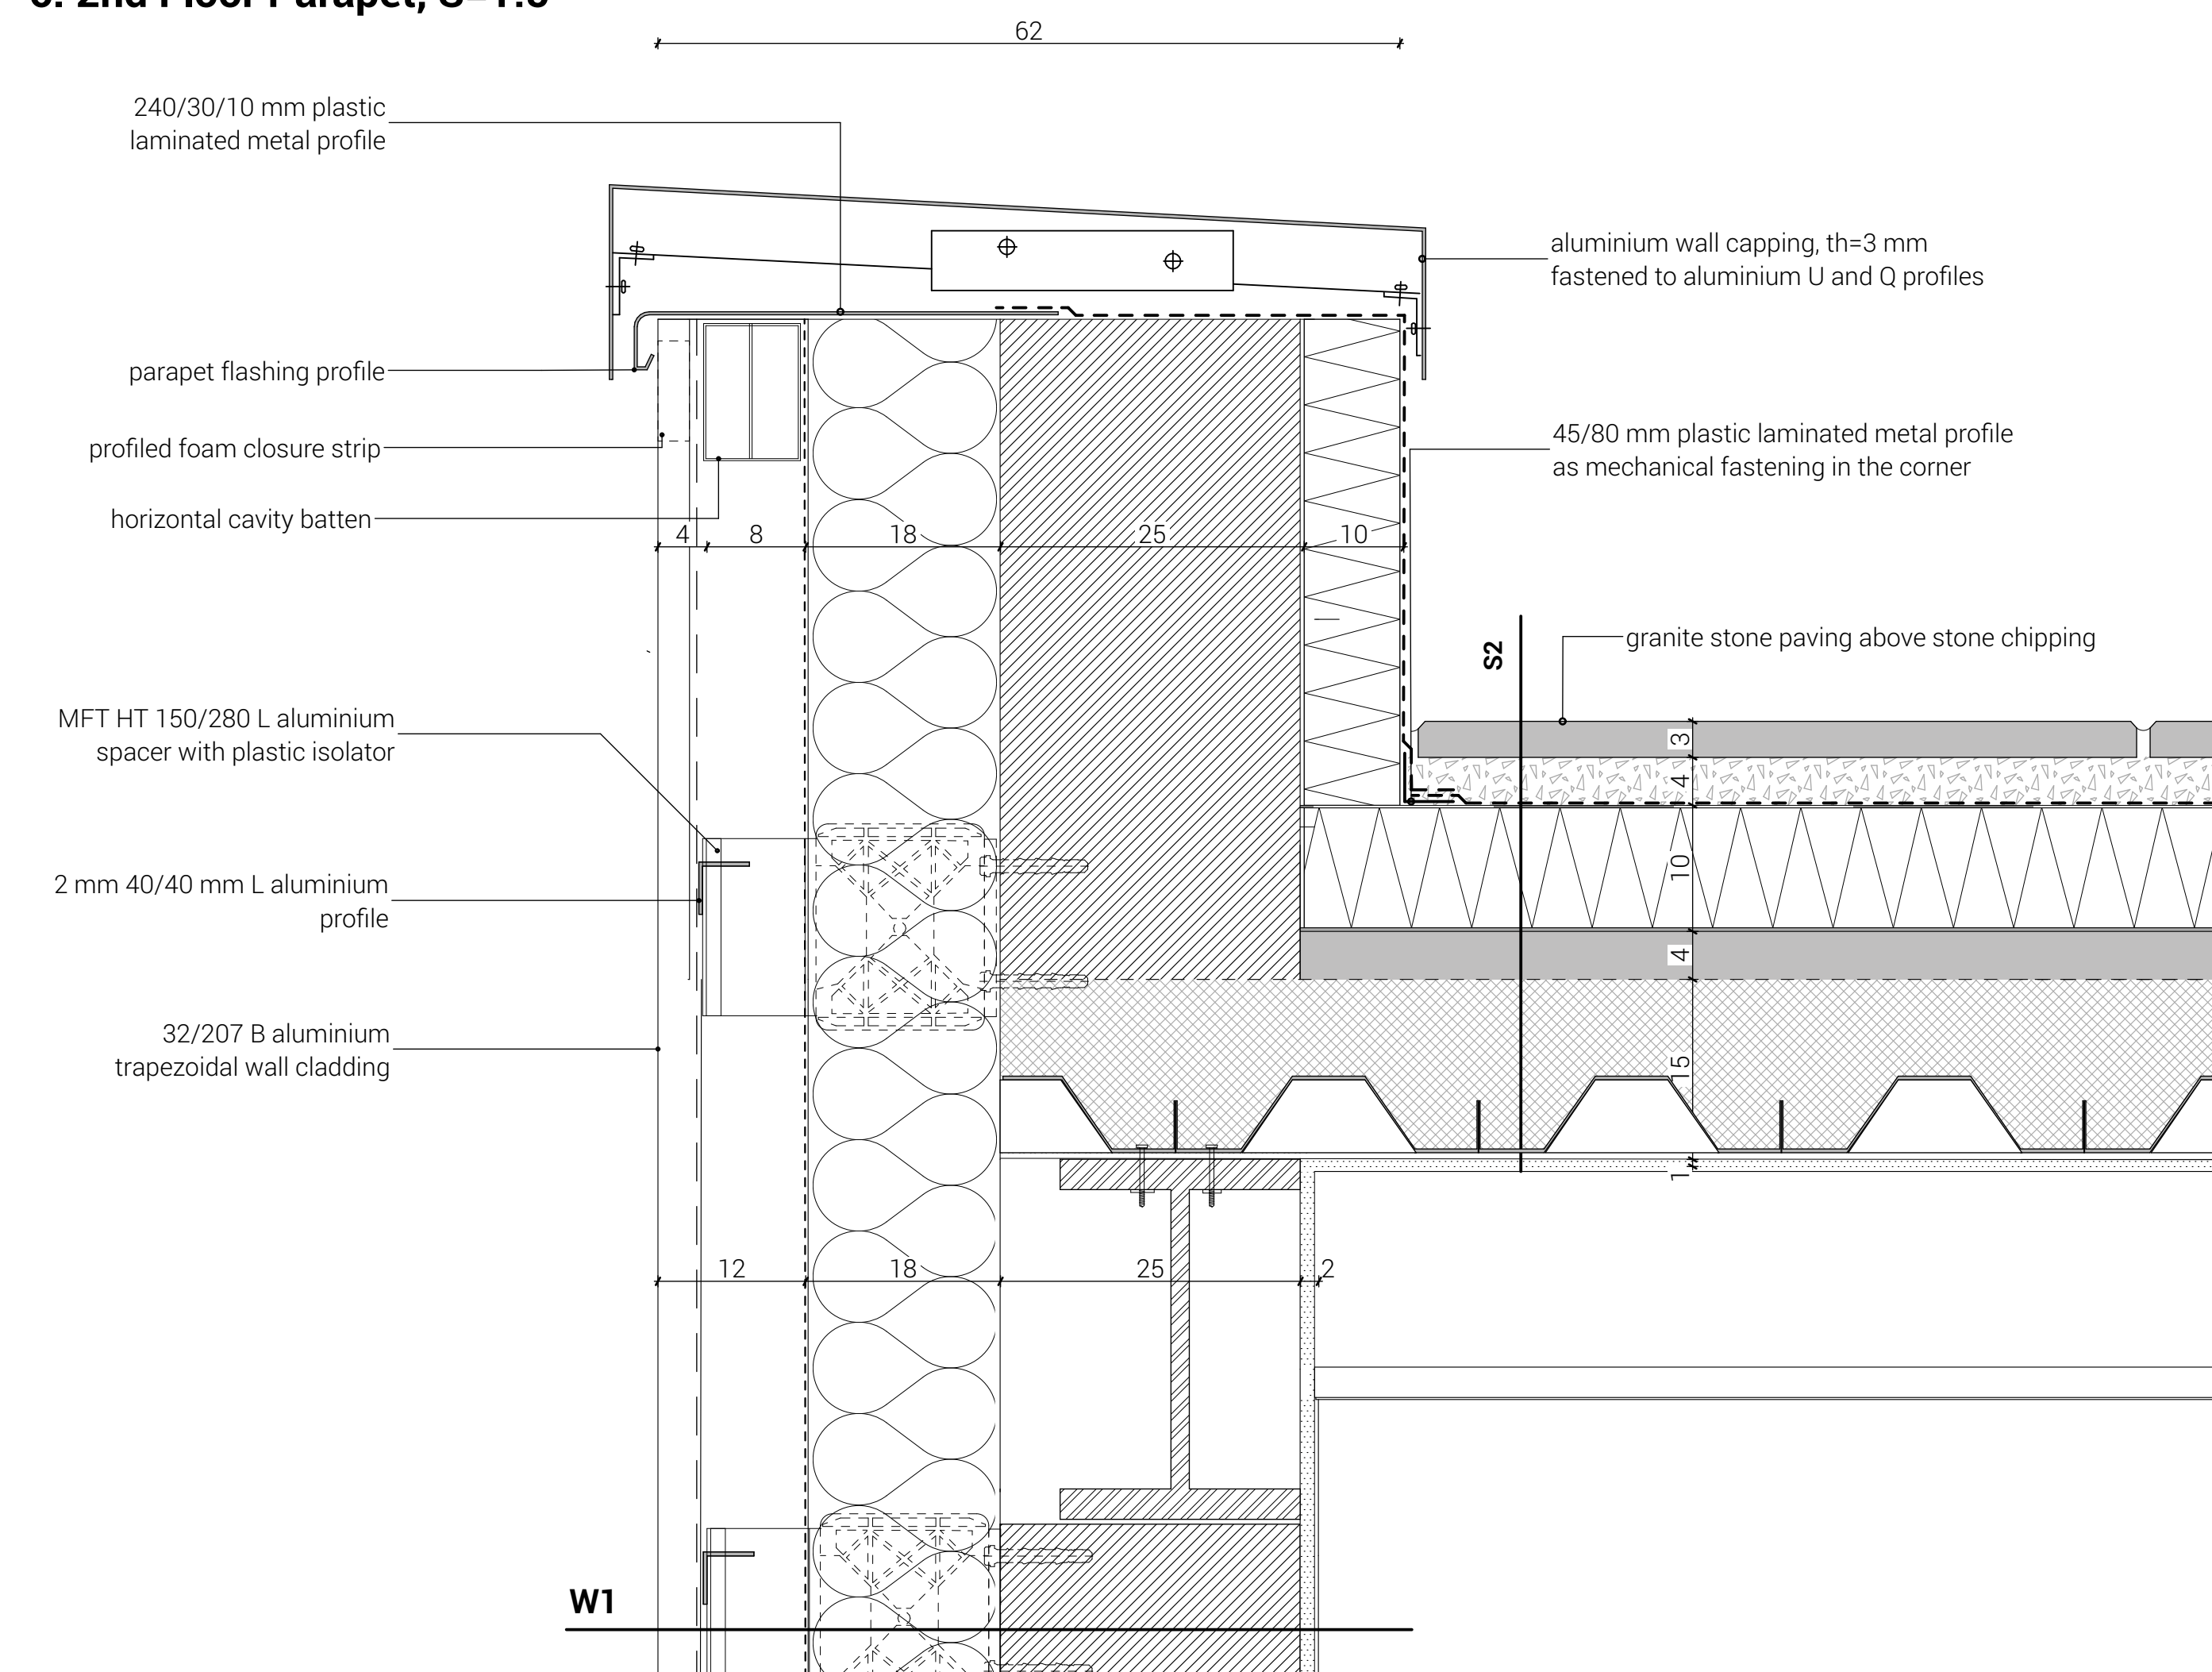 62
240/30/10 mm plastic
laminated metal profile
aluminium wall capping, th=3 mm
fastened to aluminium U and Q profiles
parapet flashing profile
profiled foam closure strip
45/80 mm plastic laminated metal profile
as mechanical fastening in the corner
horizontal cavity batten
4 8 18 25 10
S2
granite stone paving above stone chipping
MFT HT 150/280 L aluminium
spacer with plastic isolator
3
4
10
4
15
1
2 mm 40/40 mm L aluminium
profile
32/207 B aluminium
trapezoidal wall cladding
12 18 25 2
W1